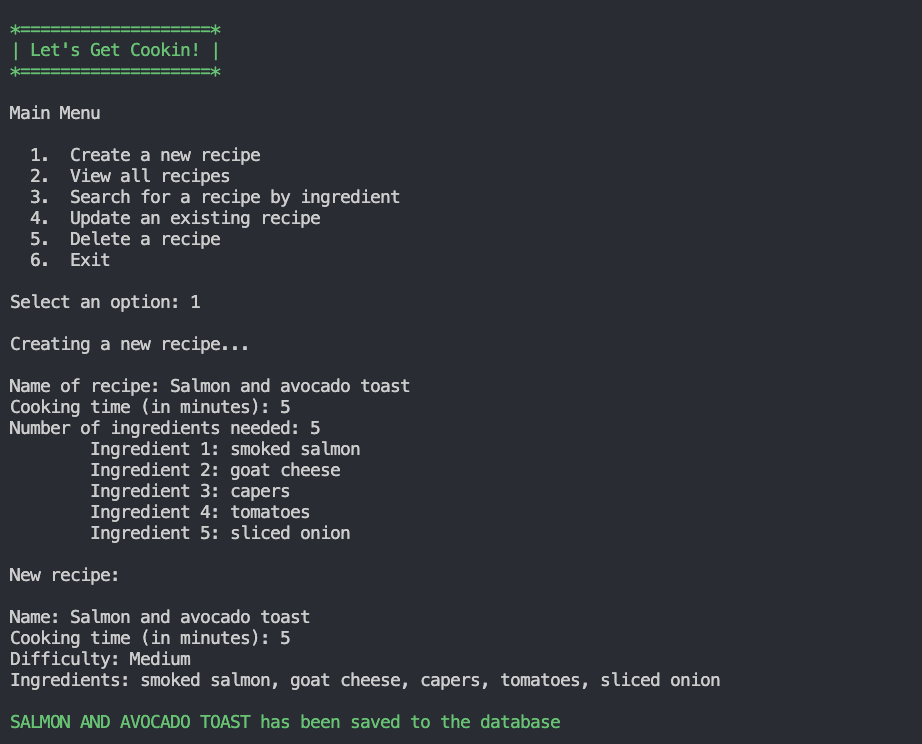 *===================*
| Let's Get Cookin! |
*===================*
Main Menu
1. Create a new recipe
2. View all recipes
3. Search for a recipe by ingredient
4. Update an existing recipe
5. Delete a recipe
6. Exit
Select an option: 1
Creating a new recipe...
Name of recipe: Salmon and avocado toast
Cooking time (in minutes): 5
Number of ingredients needed: 5
Ingredient 1: smoked salmon
Ingredient 2: goat cheese
Ingredient 3: capers
Ingredient 4: tomatoes
Ingredient 5: sliced onion
New recipe:
Name: Salmon and avocado toast
Cooking time (in minutes): 5
Difficulty: Medium
Ingredients: smoked salmon, goat cheese, capers, tomatoes, sliced onion
SALMON AND AVOCADO TOAST has been saved to the database